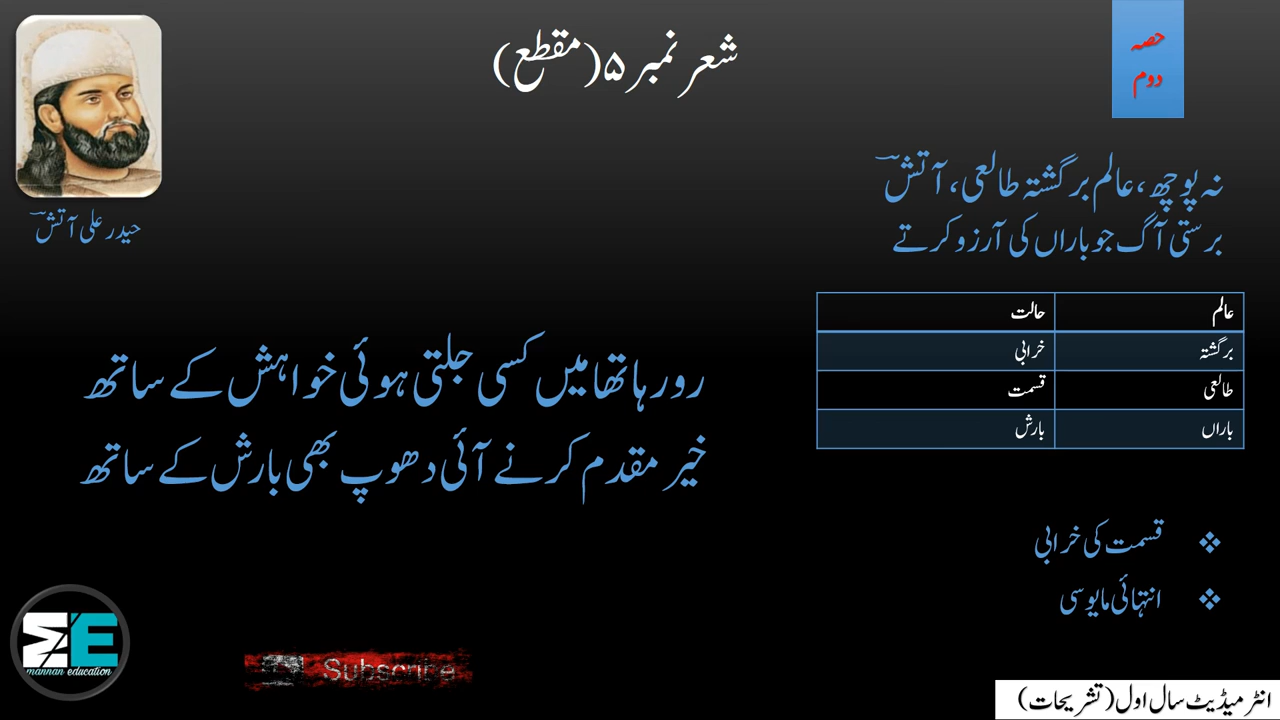 حصہ
دوم
شعر نمبر ۵ (مقطع)
حیدر علی آتشؔ
نہ پوچھ، عالم برگشتہ طالعی، آتشؔ
برستی آگ جو باراں کی آرزو کرتے
عالم حالت
برگشتہ خرابی
طالعی قسمت
باراں بارش
رو رہا تھا میں کسی جلتی ہوئی خواہش کے ساتھ
خیر مقدم کرنے آئی دھوپ بھی بارش کے ساتھ
❖ قسمت کی خرابی
❖ انتہائی مایوسی
ME
mannan education
Subscribe
انٹرمیڈیٹ سال اول (تشریحات)